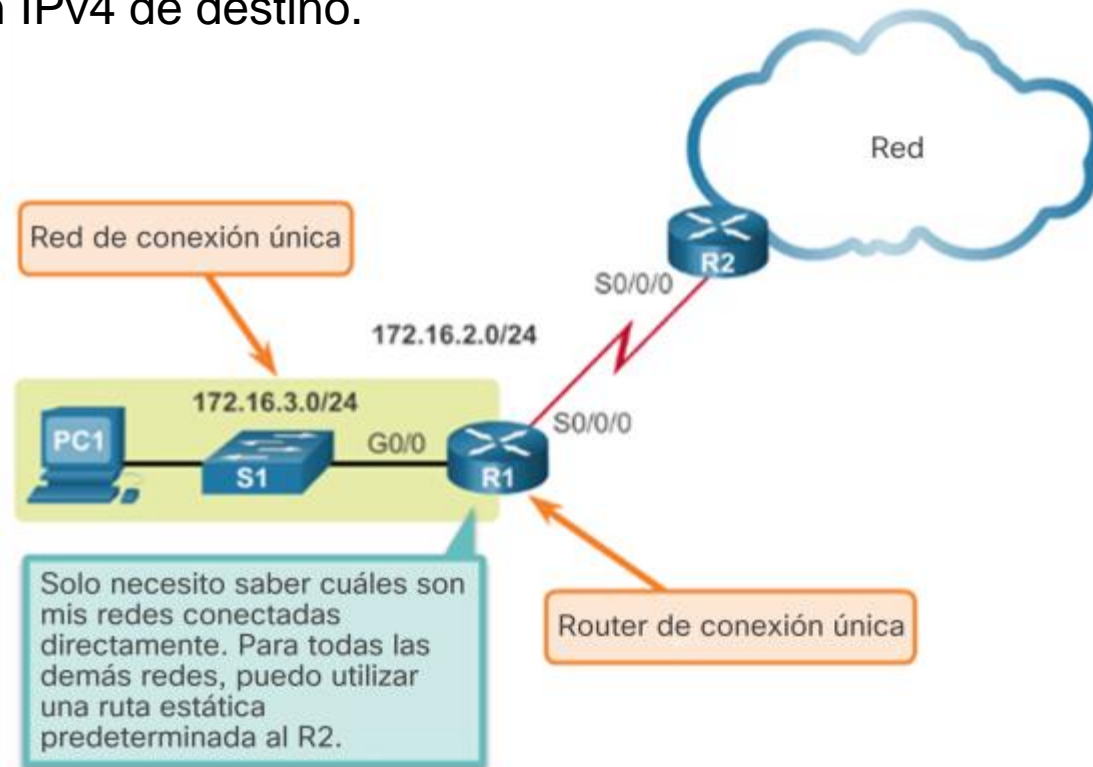 IPv4 de destino.
Red
Red de conexión única
R2
S0/0/0
172.16.2.0/24
172.16.3.0/24
S0/0/0
PC1
G0/0
S1
R1
Solo necesito saber cuáles son
mis redes conectadas
directamente. Para todas las
demás redes, puedo utilizar
una ruta estática
predeterminada al R2.
Router de conexión única